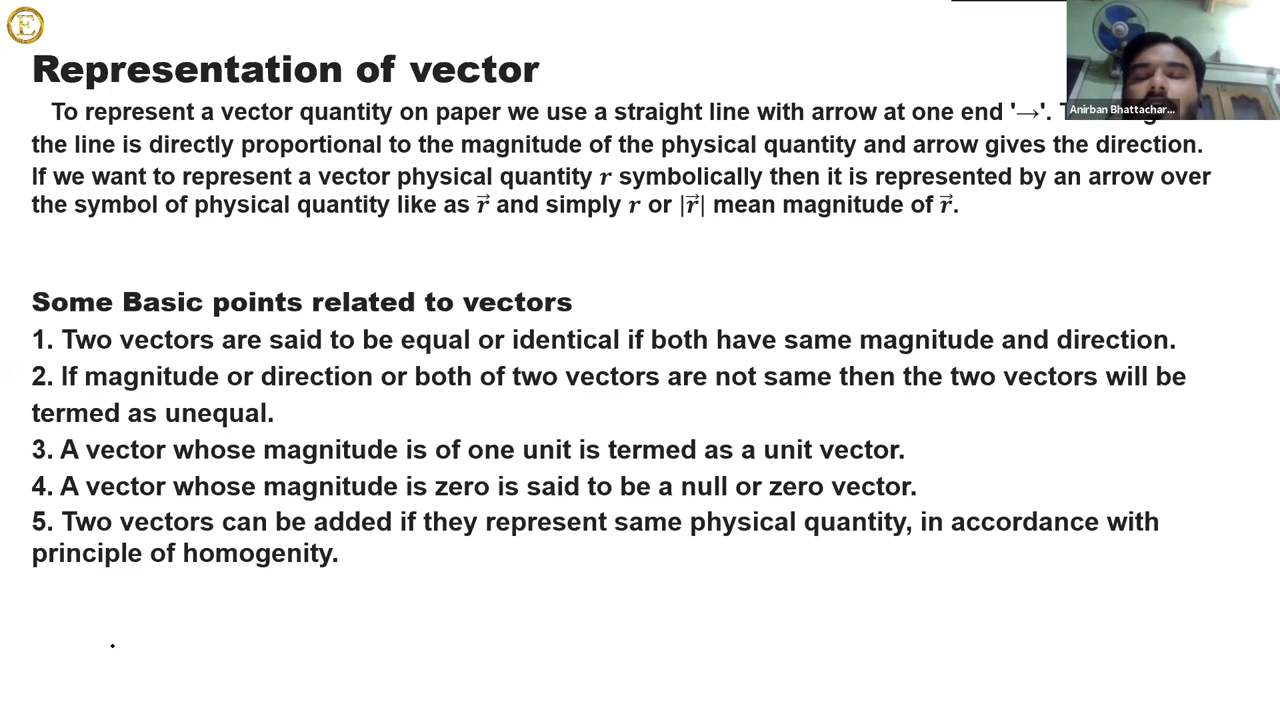 E
Representation of vector
To represent a vector quantity on paper we use a straight line with arrow at one end '→'.
the line is directly proportional to the magnitude of the physical quantity and arrow gives the direction.
If we want to represent a vector physical quantity r symbolically then it is represented by an arrow over
the symbol of physical quantity like as r⃗ and simply r or |r⃗| mean magnitude of r⃗.
Anirban Bhattachar...
Some Basic points related to vectors
1. Two vectors are said to be equal or identical if both have same magnitude and direction.
2. If magnitude or direction or both of two vectors are not same then the two vectors will be
termed as unequal.
3. A vector whose magnitude is of one unit is termed as a unit vector.
4. A vector whose magnitude is zero is said to be a null or zero vector.
5. Two vectors can be added if they represent same physical quantity, in accordance with
principle of homogenity.